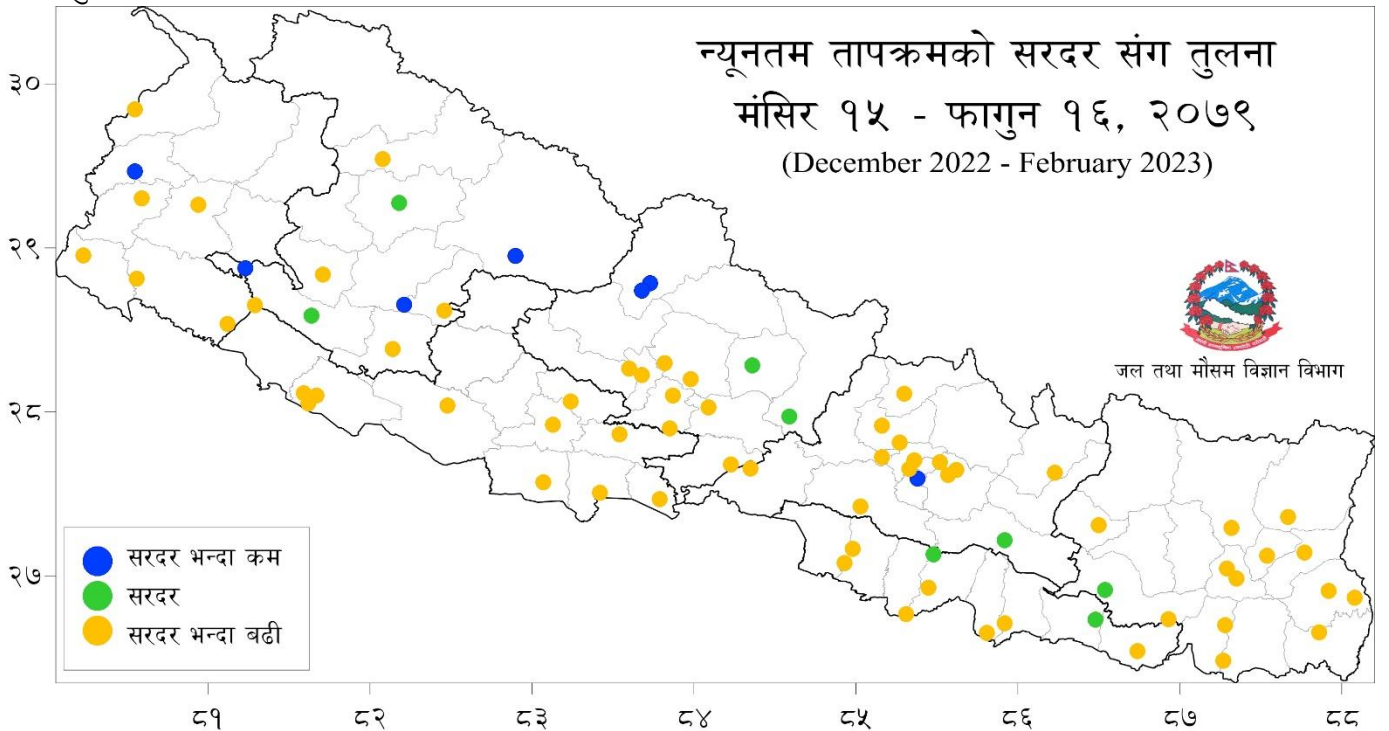 न्यूनतम तापक्रमको सरदर संग तुलना
मंसिर १५ - फागुन १६, २०७९
(December 2022 - February 2023)
जल तथा मौसम विज्ञान विभाग
३०
२९
२८
२७
सरदर भन्दा कम
सरदर
सरदर भन्दा बढी
८१ ८२ ८३ ८४ ८५ ८६ ८७ ८८